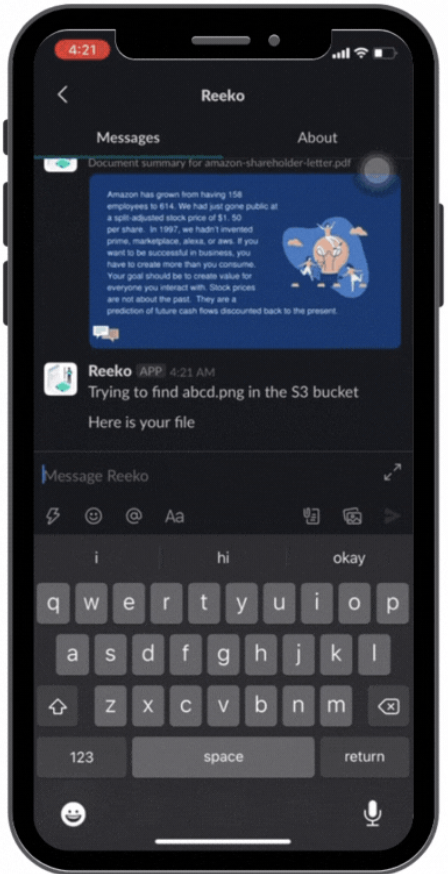 4:21
Reeko
Messages About
Document summary for amazon-shareholder-letter.pdf
Amazon has grown from having 158
employees to 614. We had just gone public at
a split-adjusted stock price of $1. 50
per share. In 1997, we hadn't invented
prime, marketplace, alexa, or aws. If you
want to be successful in business, you
have to create more than you consume.
Your goal should be to create value for
everyone you interact with. Stock prices
are not about the past. They are a
prediction of future cash flows discounted back to the present.
Reeko APP 4:21 AM
Trying to find abcd.png in the S3 bucket
Here is your file
Message Reeko
@ Aa
i hi okay
q w e r t y u i o p
a s d f g h j k l
z x c v b n m
123 space return